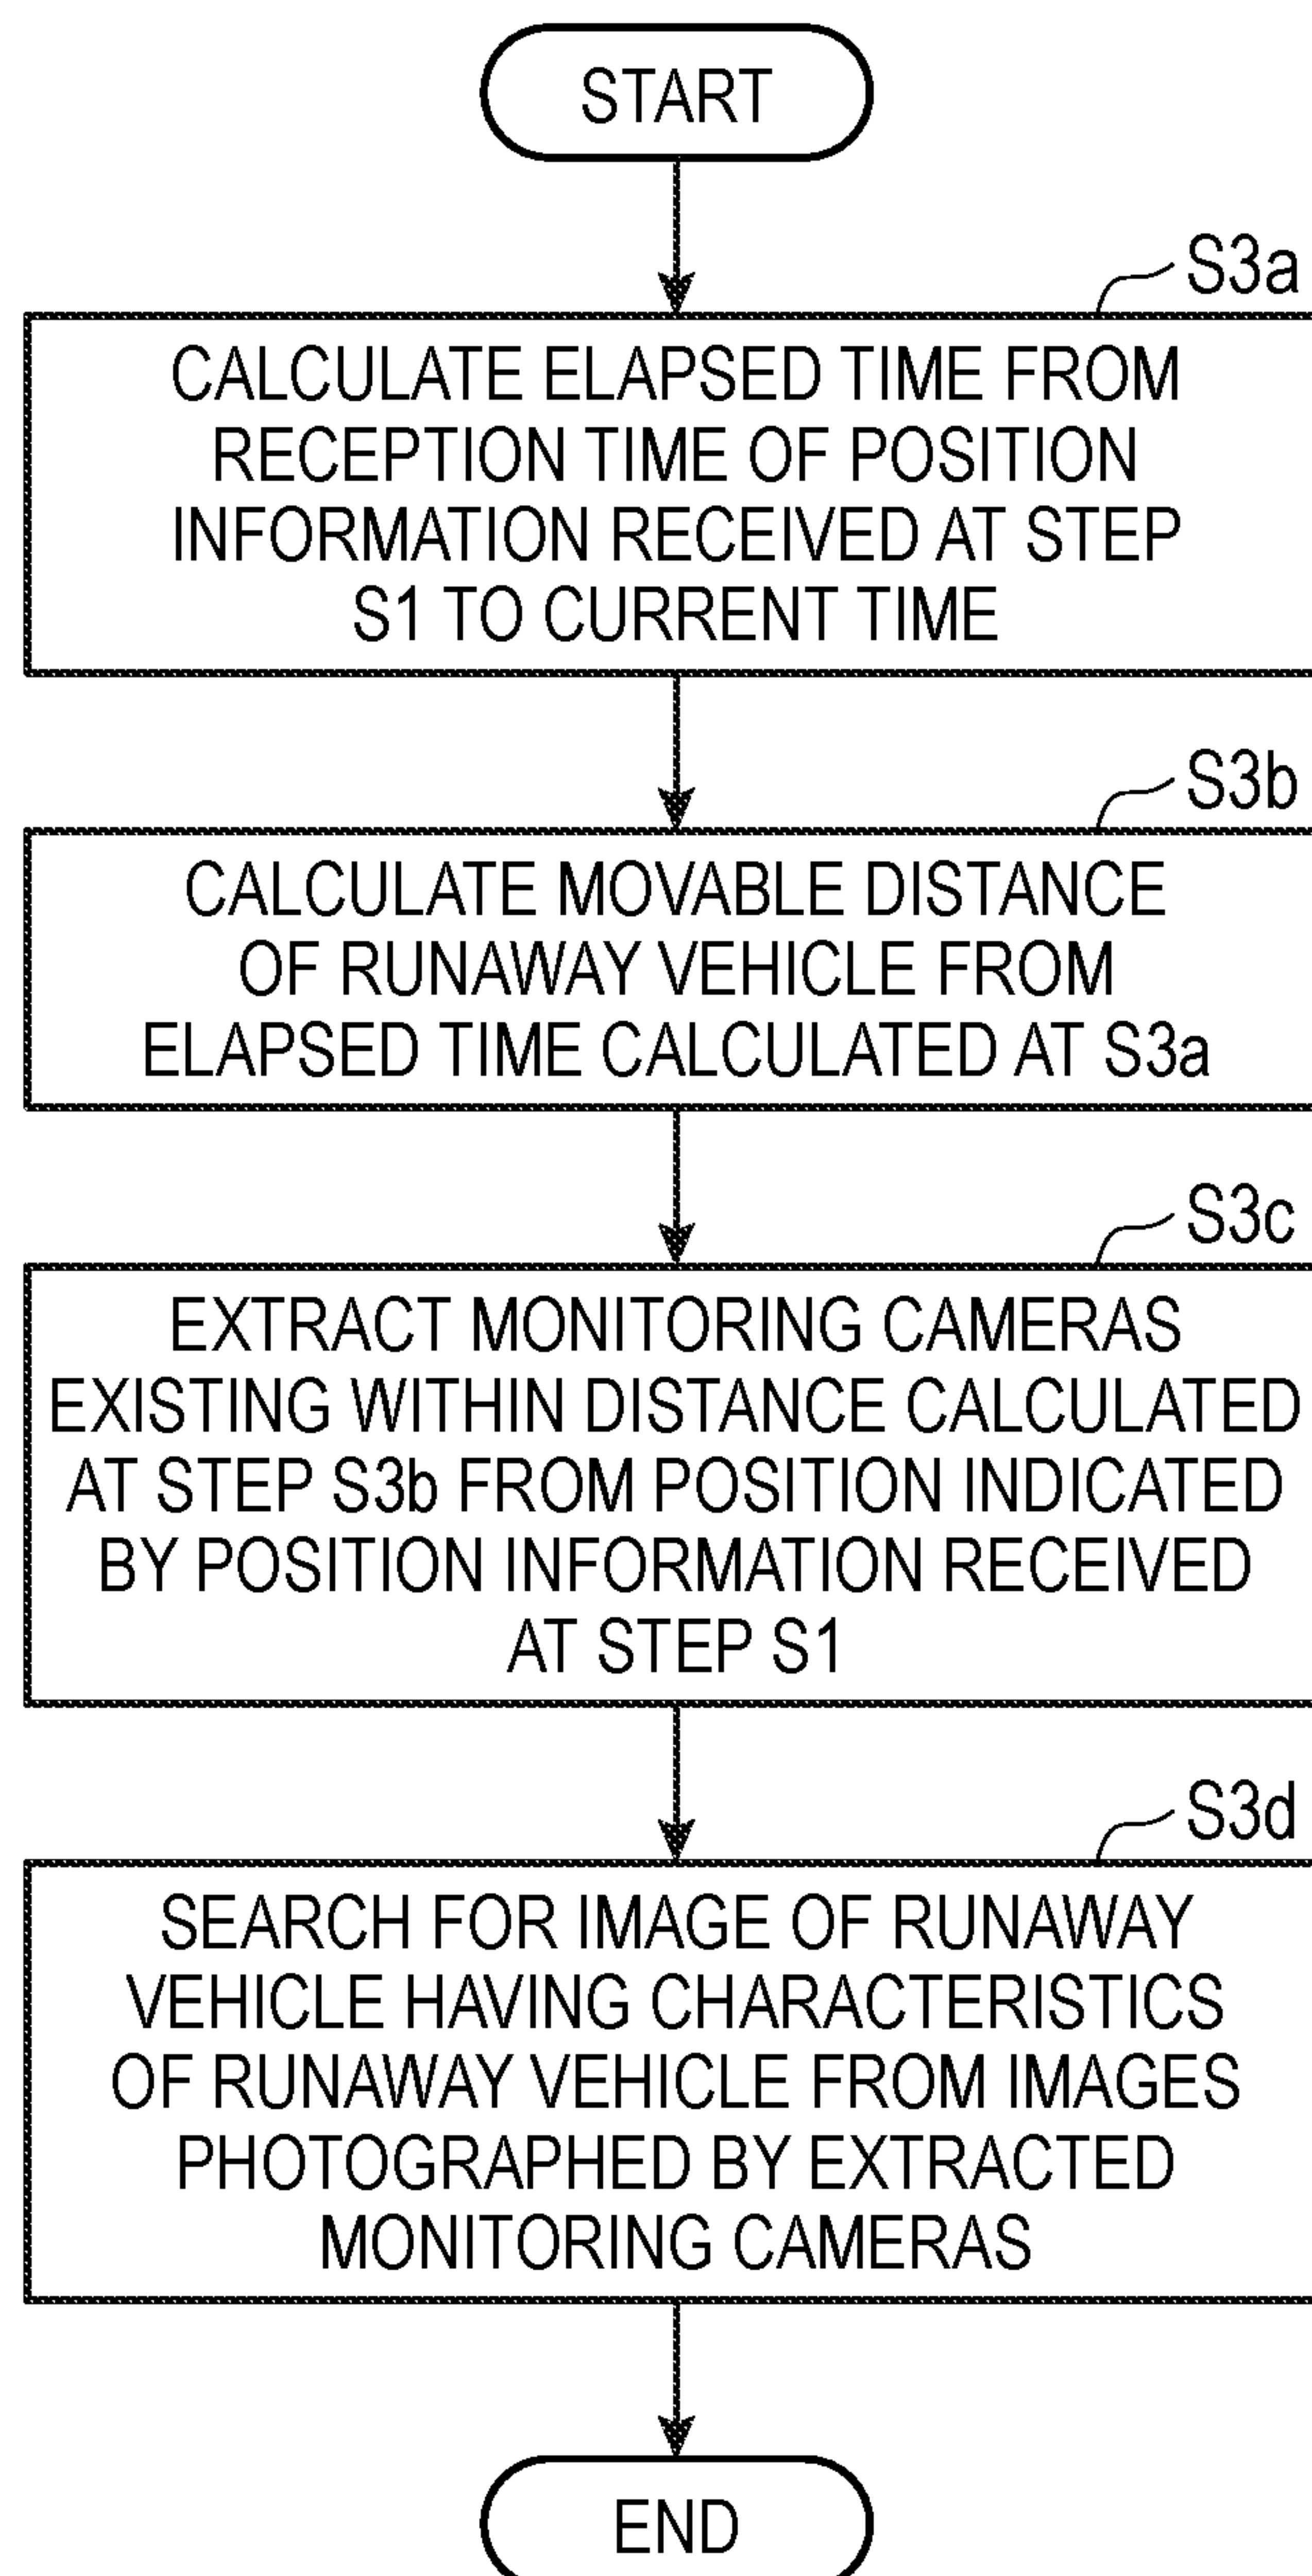 START
S3a
CALCULATE ELAPSED TIME FROM
RECEPTION TIME OF POSITION
INFORMATION RECEIVED AT STEP
S1 TO CURRENT TIME
S3b
CALCULATE MOVABLE DISTANCE
OF RUNAWAY VEHICLE FROM
ELAPSED TIME CALCULATED AT S3a
S3c
EXTRACT MONITORING CAMERAS
EXISTING WITHIN DISTANCE CALCULATED
AT STEP S3b FROM POSITION INDICATED
BY POSITION INFORMATION RECEIVED
AT STEP S1
S3d
SEARCH FOR IMAGE OF RUNAWAY
VEHICLE HAVING CHARACTERISTICS
OF RUNAWAY VEHICLE FROM IMAGES
PHOTOGRAPHED BY EXTRACTED
MONITORING CAMERAS
END